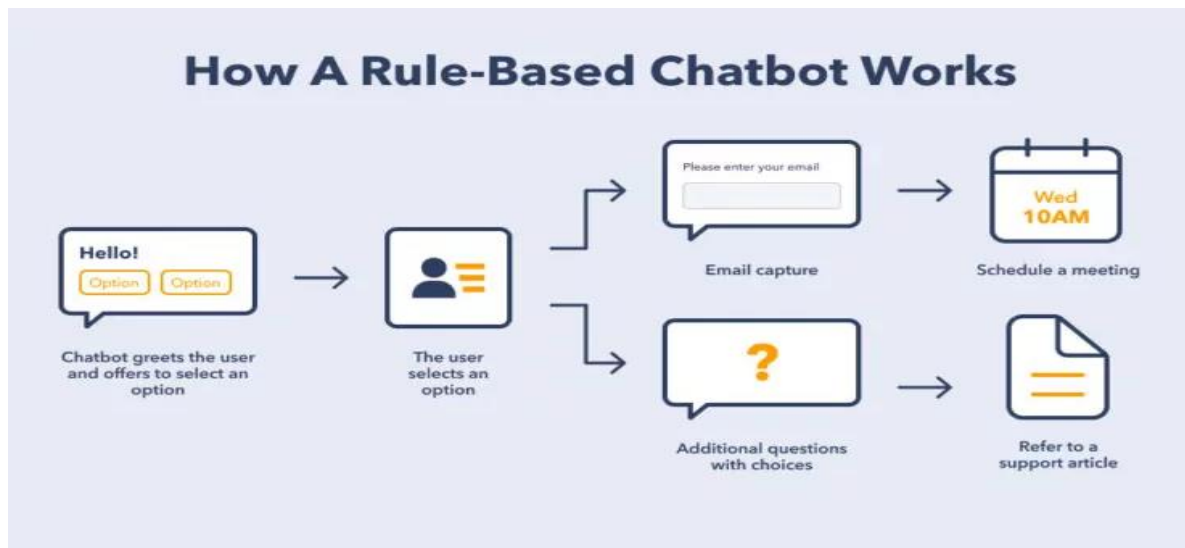 How A Rule-Based Chatbot Works
Hello!
Option Option
Chatbot greets the user
and offers to select an
option
The user
selects an
option
Please enter your email
Email capture
Wed
10AM
Schedule a meeting
?
Additional questions
with choices
Refer to a
support article